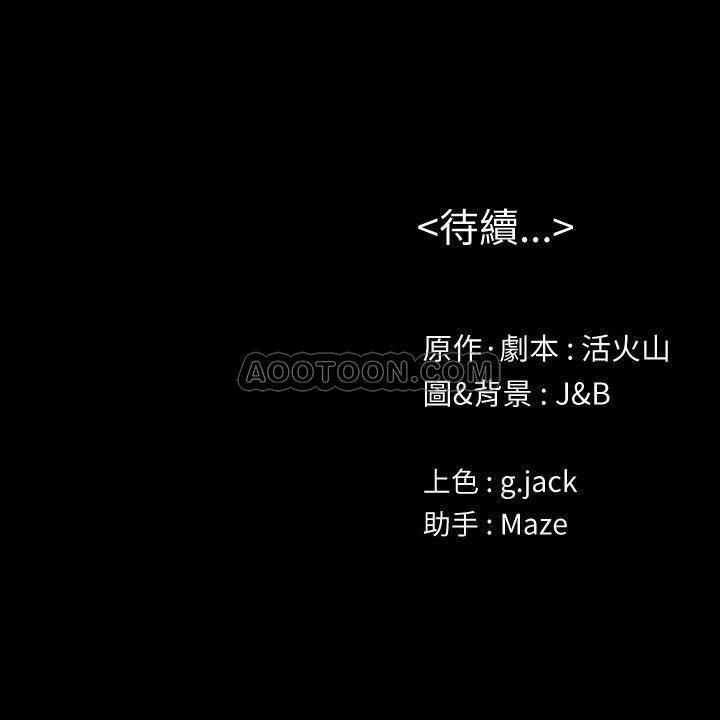 <待續...>
原作·劇本 : 活火山
AOOTOON.COM
圖&背景 : J&B
上色 : g.jack
助手 : Maze